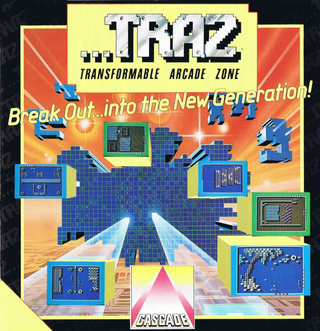 ...TRAZ
TRANSFORMABLE ARCADE ZONE
Break Out...into the New Generation!
CASCADE